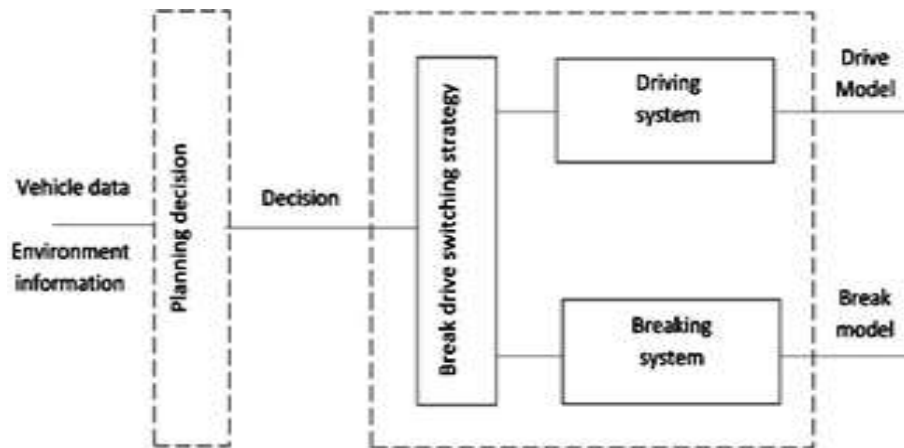 Vehicle data
Environment
information
Planning decision
Decision
Break drive switching strategy
Driving
system
Drive
Model
Breaking
system
Break
model